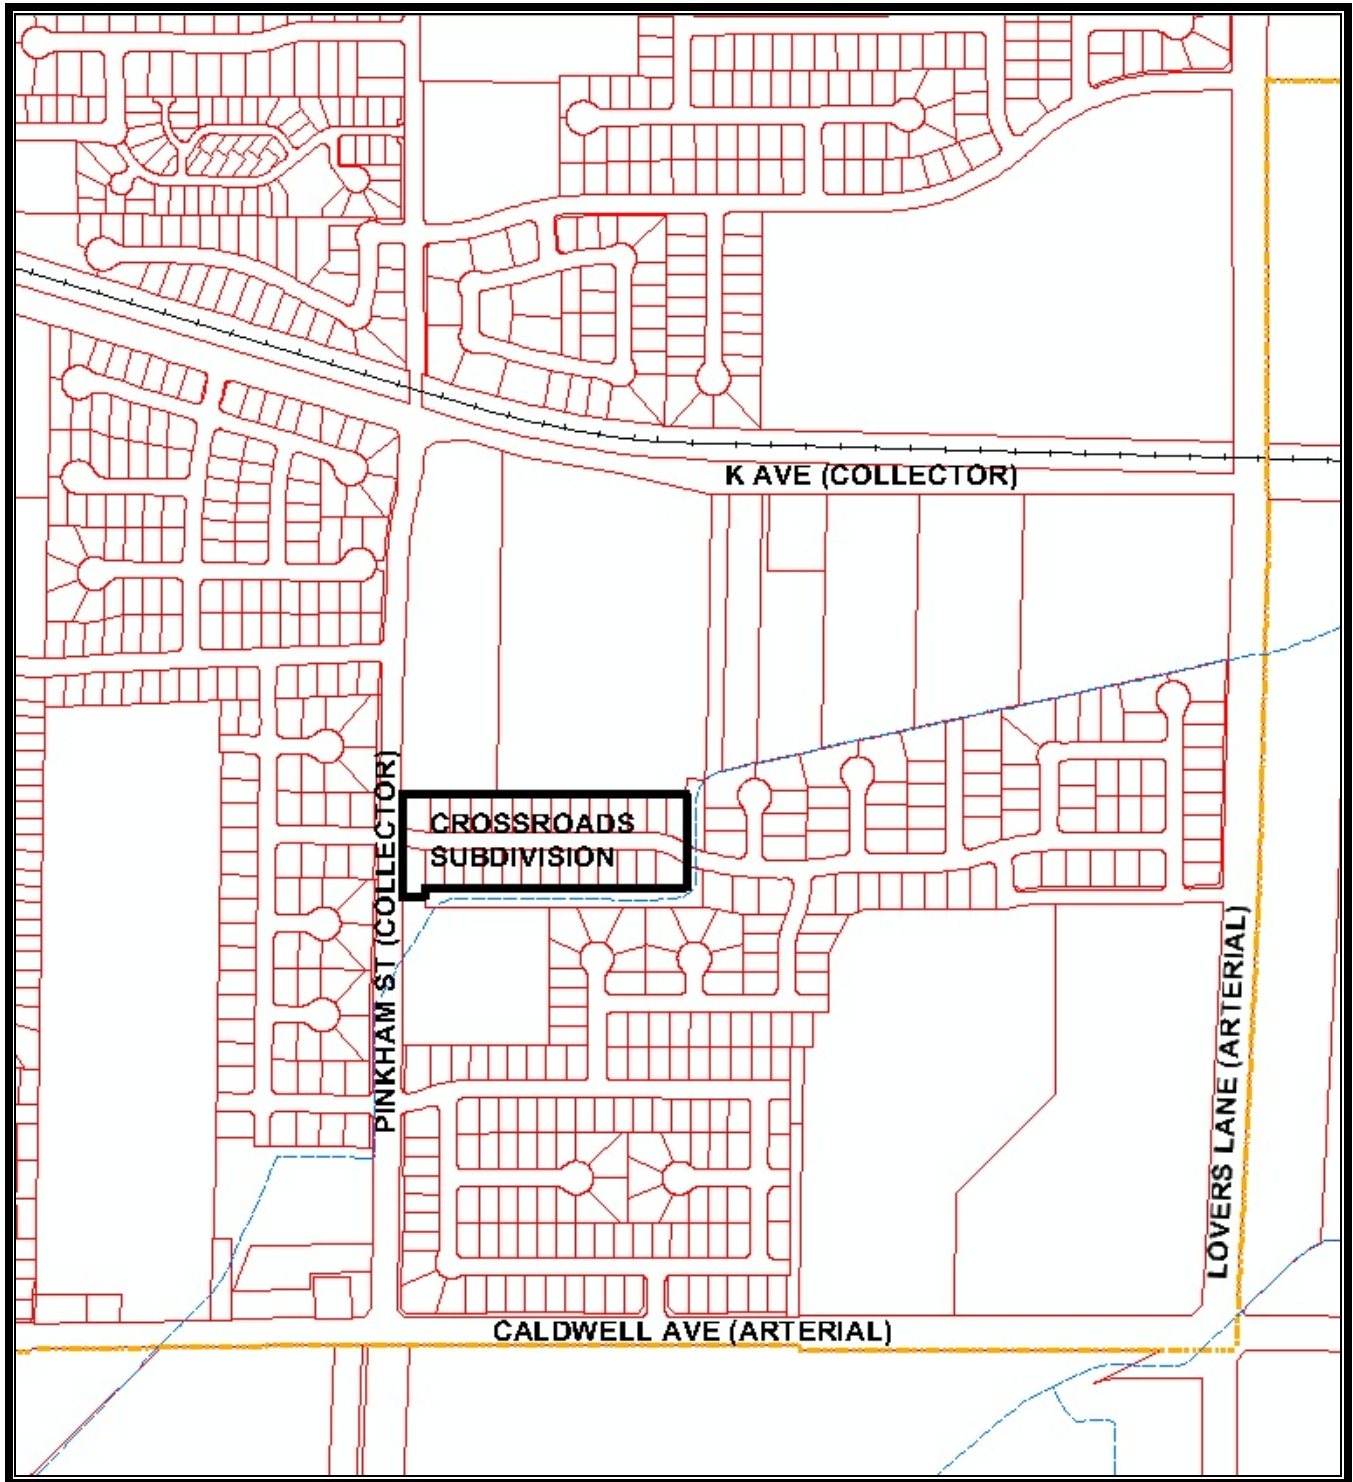 K AVE (COLLECTOR)
PINKHAM ST (COLLECTOR)
CROSSROADS
SUBDIVISION
LOVERS LANE (ARTERIAL)
CALDWELL AVE (ARTERIAL)